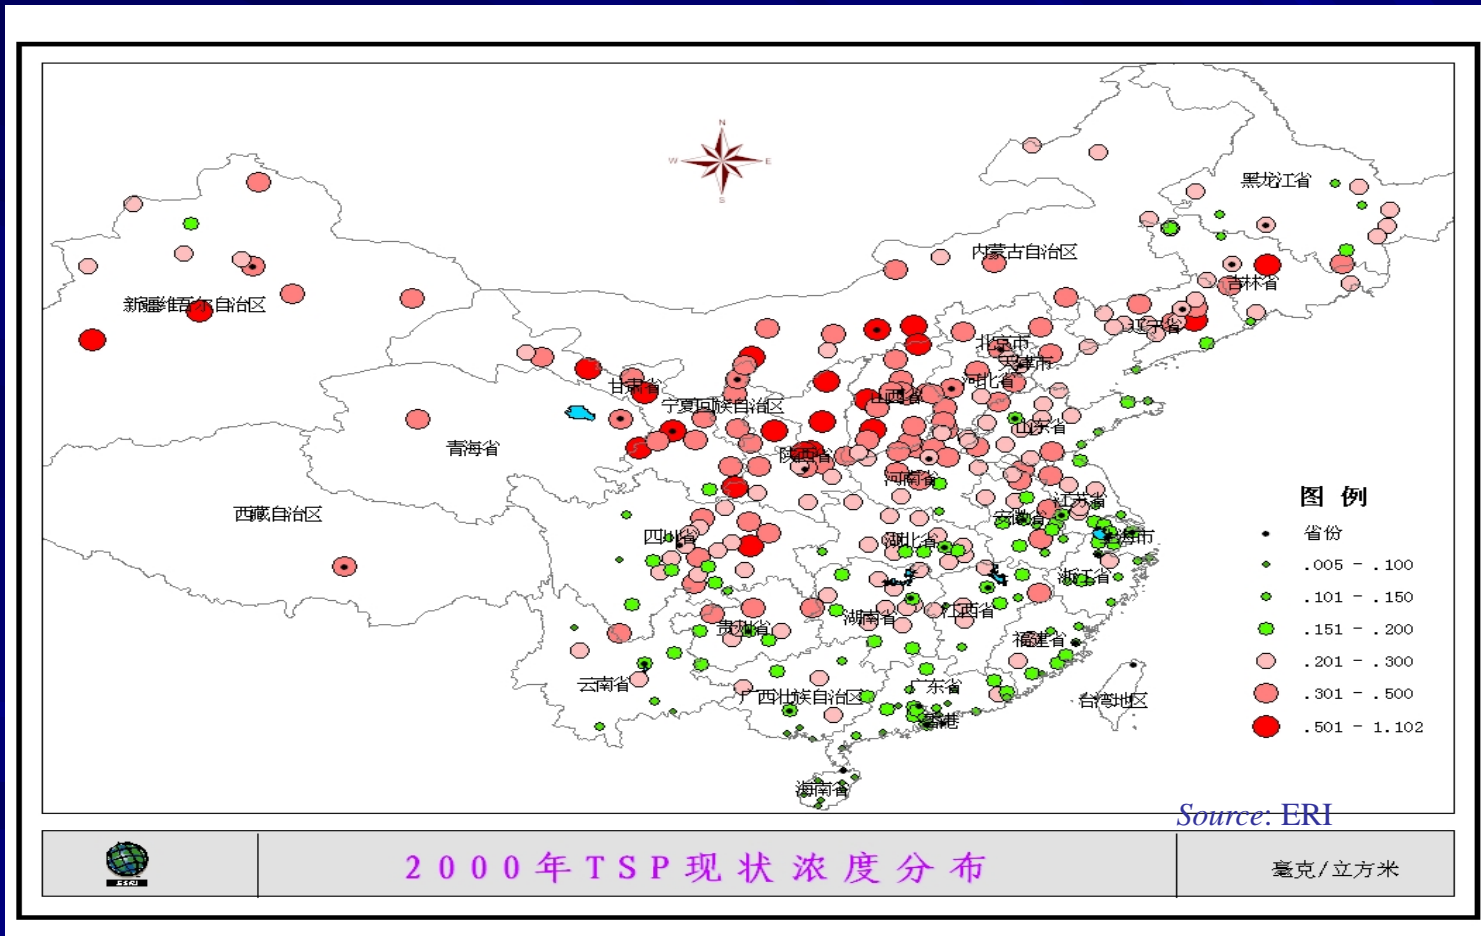 N
W
E
S
黑龙江省
内蒙古自治区
吉林省
新疆维吾尔自治区
辽宁省
北京市
天津市
河北省
甘肃省
宁夏回族自治区
山西省
山东省
青海省
陕西省
河南省
西藏自治区
江苏省
安徽省
四川省
湖北省
上海市
浙江省
湖南省
江西省
贵州省
福建省
云南省
广西壮族自治区
广东省
台湾地区
香港
海南省
图 例
省份
.005 - .100
.101 - .150
.151 - .200
.201 - .300
.301 - .500
.501 - 1.102
Source: ERI
ESRI
2000年TSP现状浓度分布
毫克/立方米